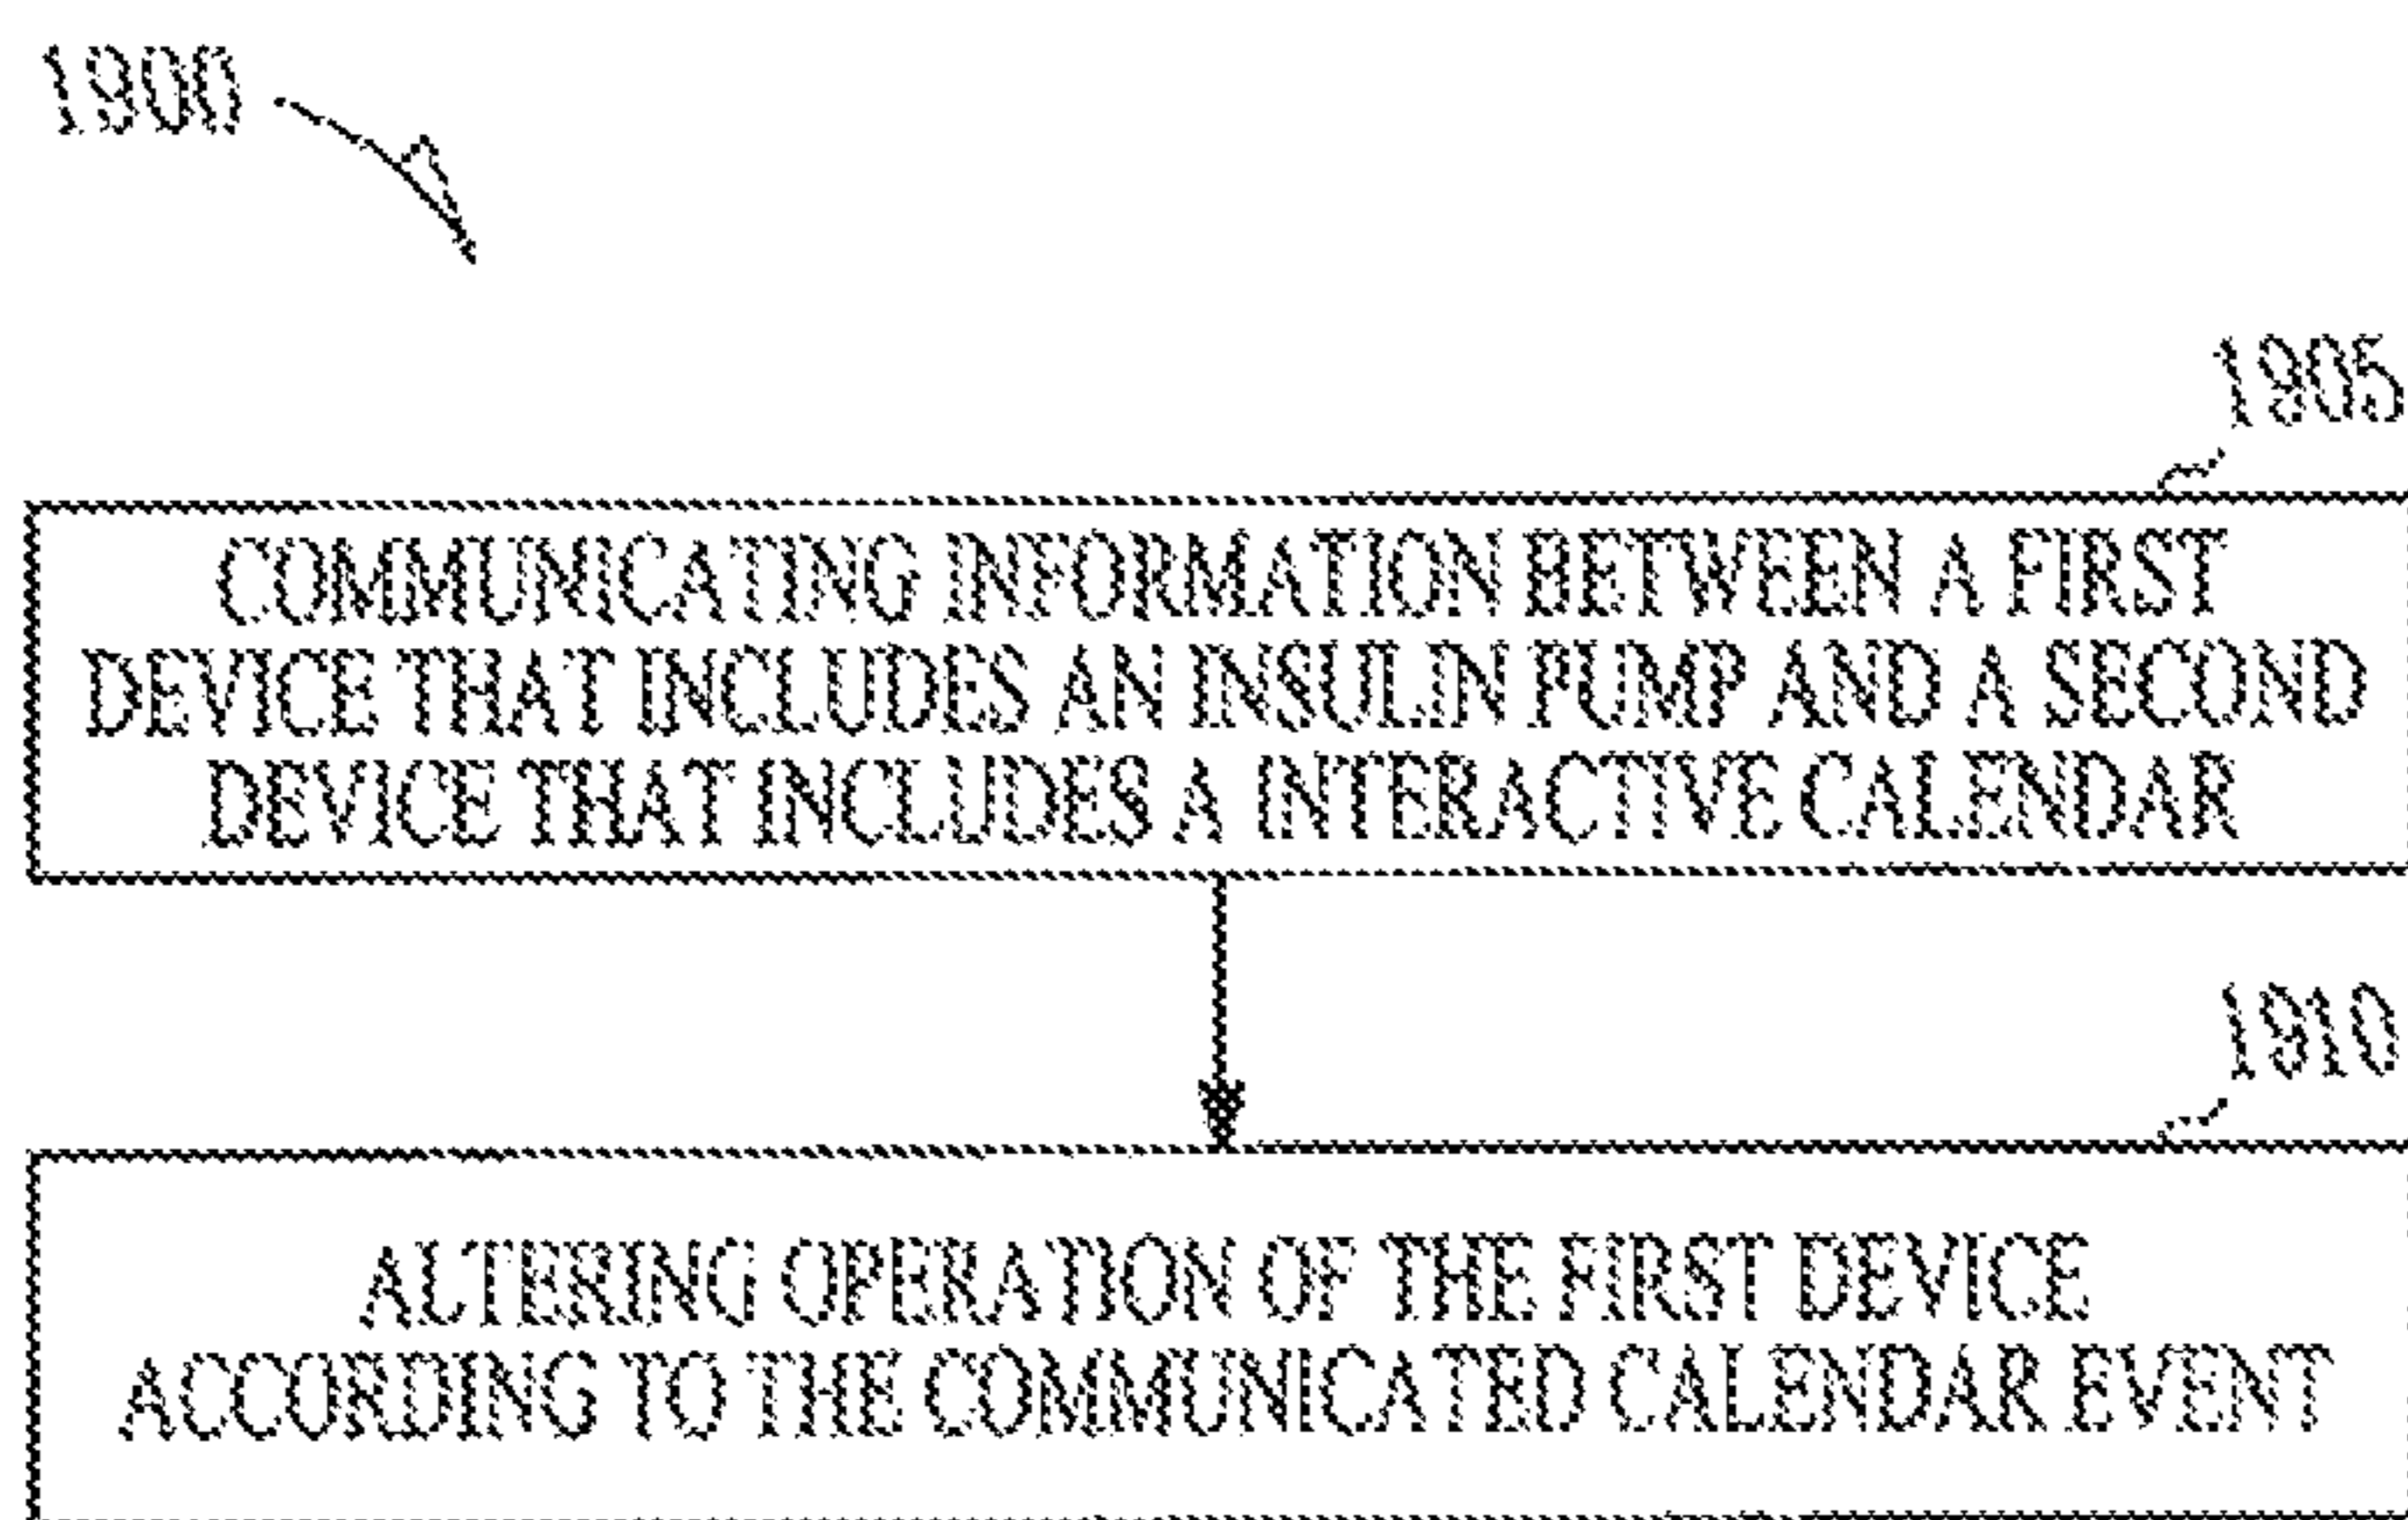 1900
1905
COMMUNICATING INFORMATION BETWEEN A FIRST
DEVICE THAT INCLUDES AN INSULIN PUMP AND A SECOND
DEVICE THAT INCLUDES A INTERACTIVE CALENDAR
1910
ALTERING OPERATION OF THE FIRST DEVICE
ACCORDING TO THE COMMUNICATED CALENDAR EVENT